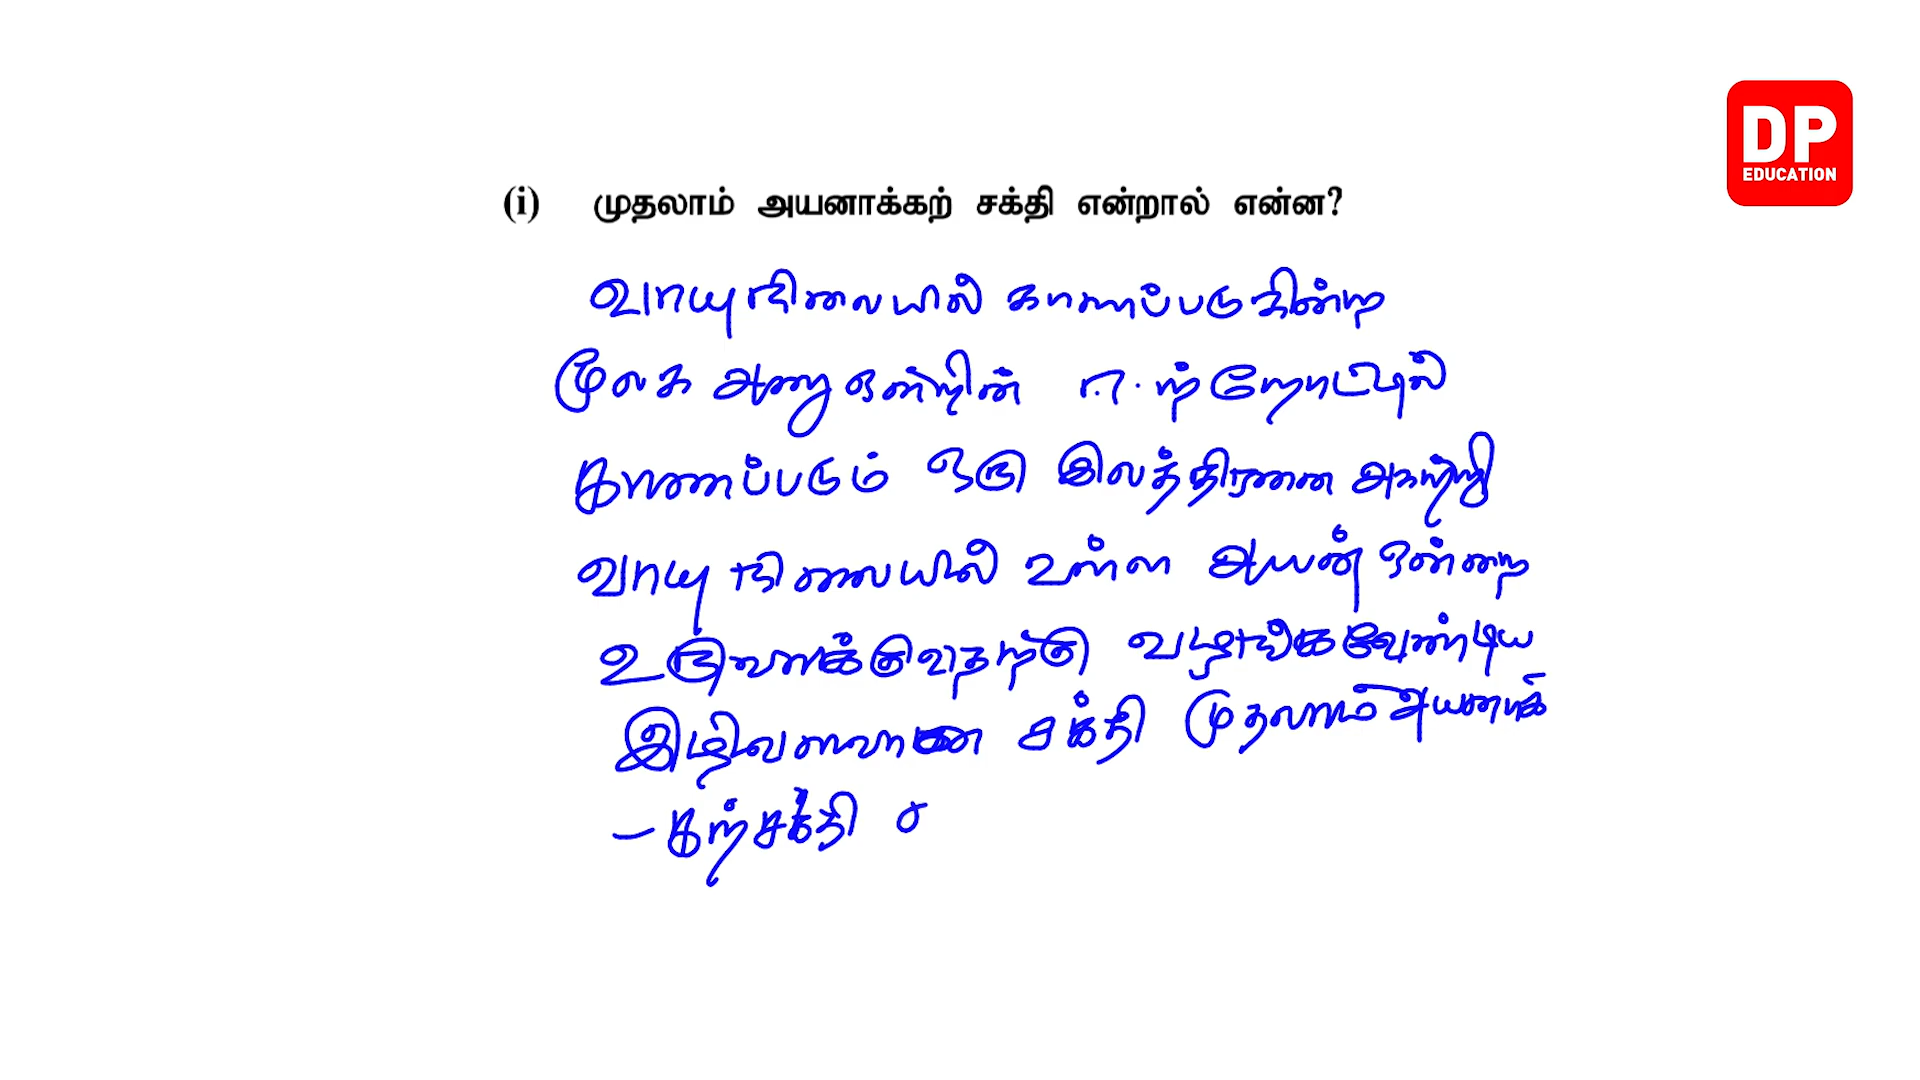 DP
EDUCATION
(i) முதலாம் அயனாக்கற் சக்தி என்றால் என்ன?
வாயுநிலையில் காணப்படுகின்ற
மூலக அணு ஒன்றின்
காணப்படும் ஒரு இலத்திரனை அகற்றி
வாயு நிலையில் உள்ள அயன் ஒன்றை
உருவாக்குவதற்கு வழங்கவேண்டிய
இழிவளவான சக்தி முதலாம் அயனாக்
-கற்சக்தி